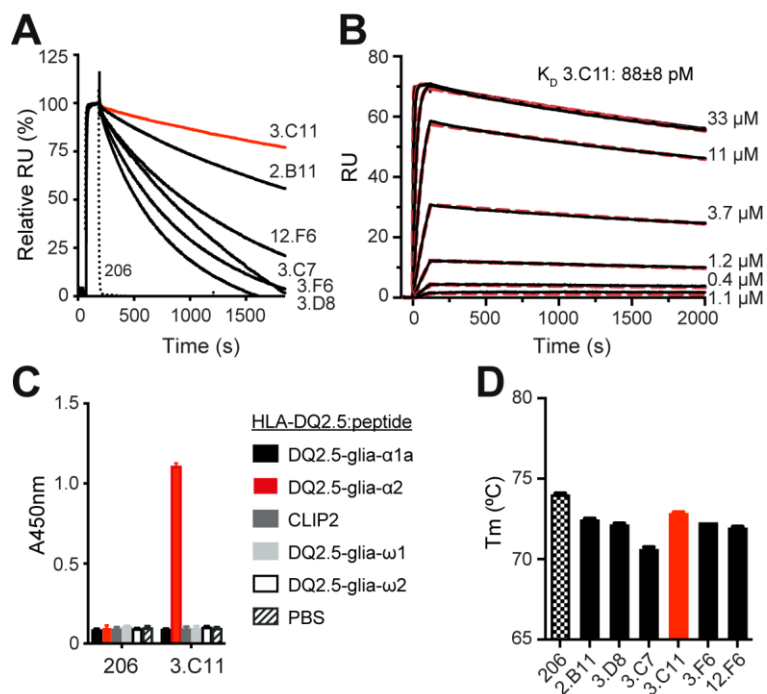 A
Relative RU (%)
125
100
75
50
25
0
3.C11
2.B11
12.F6
3.C7
3.F6
3.D8
206
500
1000
1500
Time (s)
B
K_D 3.C11: 88±8 pM
RU
80
60
40
20
0
33 µM
11 µM
3.7 µM
1.2 µM
0.4 µM
1.1 µM
0
500
1000
1500
2000
Time (s)
C
A450nm
1.5
1.0
0.5
0
206
3.C11
HLA-DQ2.5:peptide
DQ2.5-glia-α1a
DQ2.5-glia-α2
CLIP2
DQ2.5-glia-ω1
DQ2.5-glia-ω2
PBS
D
Tm (ºC)
80
75
70
65
206
2.B11
3.D8
3.C7
3.C11
3.F6
12.F6